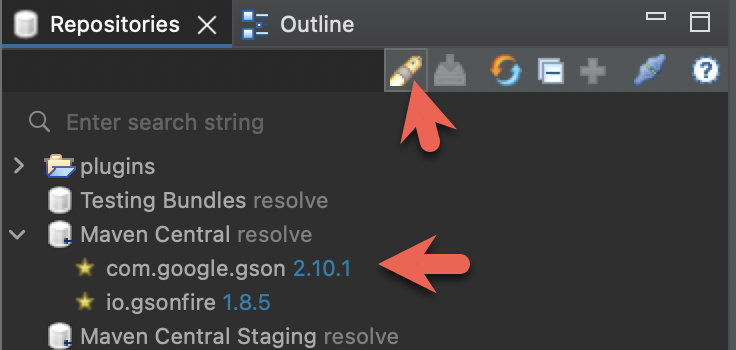 Repositories Outline
Enter search string
plugins
Testing Bundles resolve
Maven Central resolve
com.google.gson 2.10.1
io.gsonfire 1.8.5
Maven Central Staging resolve